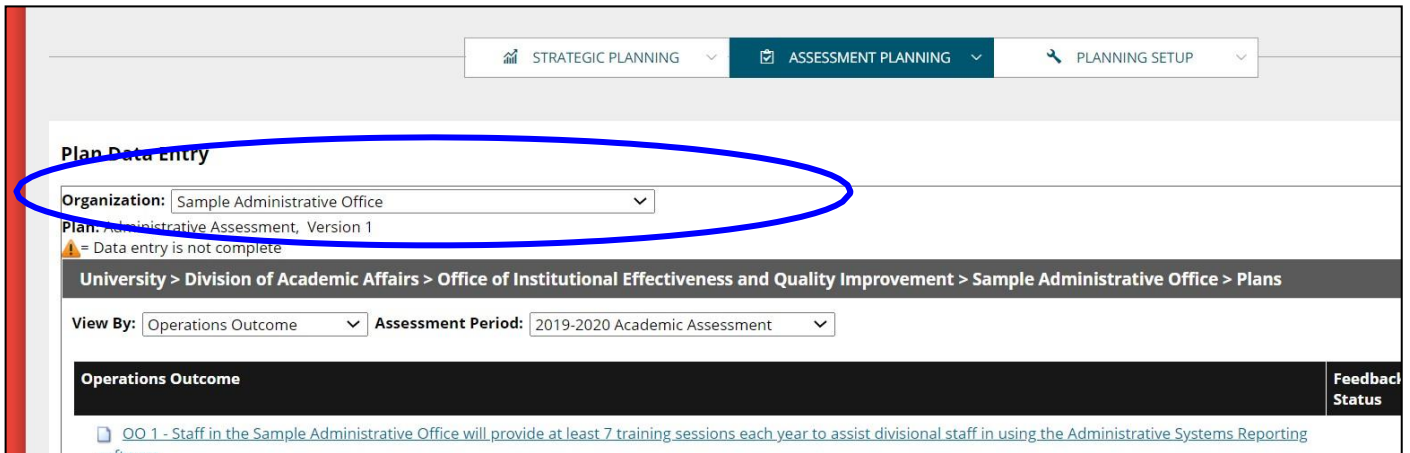 STRATEGIC PLANNING ASSESSMENT PLANNING PLANNING SETUP
Plan Data Entry
Organization: Sample Administrative Office
Plan: Administrative Assessment, Version 1
= Data entry is not complete
University > Division of Academic Affairs > Office of Institutional Effectiveness and Quality Improvement > Sample Administrative Office > Plans
View By: Operations Outcome Assessment Period: 2019-2020 Academic Assessment
Operations Outcome Feedback
Status
OO 1 - Staff in the Sample Administrative Office will provide at least 7 training sessions each year to assist divisional staff in using the Administrative Systems Reporting